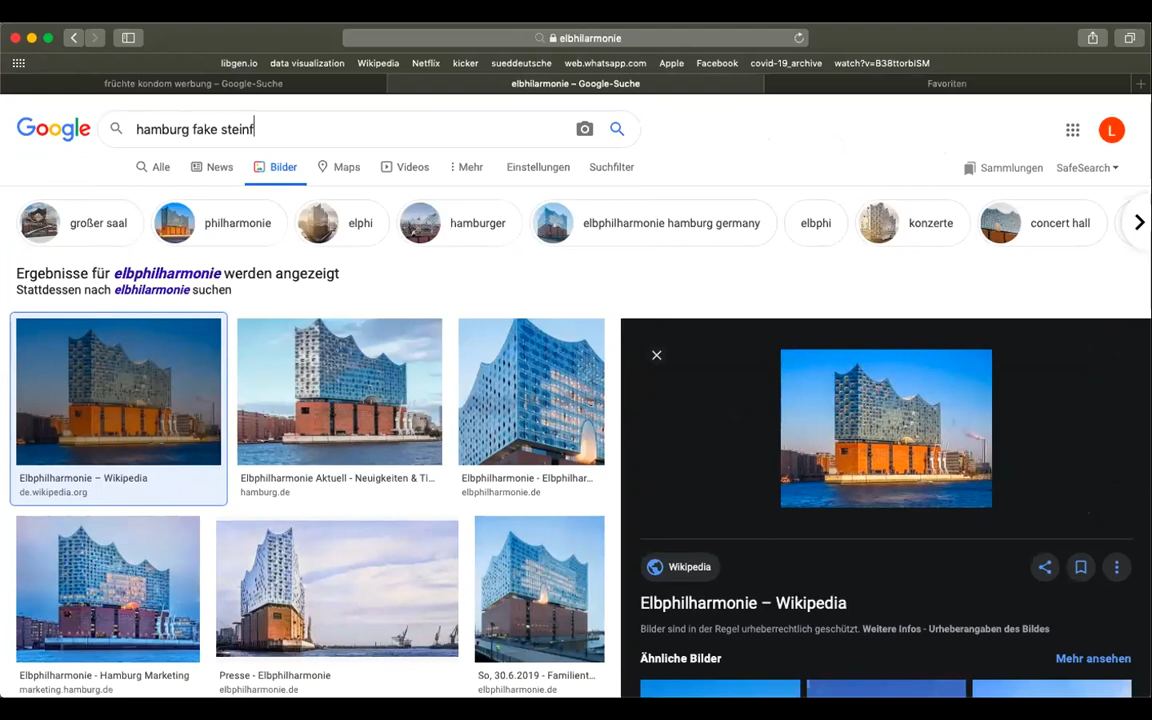 elbhilarmonie
libgen.io data visualization Wikipedia Netflix kicker sueddeutsche web.whatsapp.com Apple Facebook covid-19_archive watch?v=B38ttorbISM
früchte kondom werbung – Google-Suche elbhilarmonie – Google-Suche Favoriten
Google hamburg fake steinf L
Alle News Bilder Maps Videos Mehr Einstellungen Suchfilter Sammlungen SafeSearch
großer saal philharmonie elphi hamburger elbphilharmonie hamburg germany elbphi konzerte concert hall
Ergebnisse für elbphilharmonie werden angezeigt
Stattdessen nach elbhilarmonie suchen
Elbphilharmonie – Wikipedia
de.wikipedia.org
Elbphilharmonie Aktuell - Neuigkeiten & Ti...
hamburg.de
Elbphilharmonie - Elbphilhar...
elbphilharmonie.de
Elbphilharmonie - Hamburg Marketing
marketing.hamburg.de
Presse - Elbphilharmonie
elbphilharmonie.de
So, 30.6.2019 - Familient...
elbphilharmonie.de
Wikipedia
Elbphilharmonie – Wikipedia
Bilder sind in der Regel urheberrechtlich geschützt. Weitere Infos - Urheberangaben des Bildes
Ähnliche Bilder Mehr ansehen